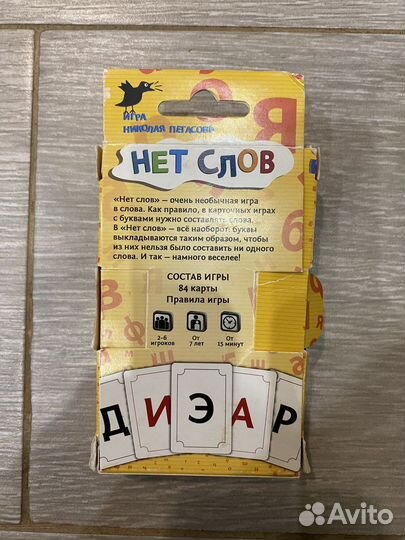 ИГРА
НИКОЛАЯ ПЕГАСОВА
НЕТ СЛОВ
«Нет слов» – очень необычная игра
в слова. Как правило, в карточных играх
с буквами нужно составлять слова.
В «Нет слов» – всё наоборот: буквы
выкладываются таким образом, чтобы
из них нельзя было составить ни одного
слова. И так – намного веселее!
СОСТАВ ИГРЫ
84 карты
Правила игры
2-6 игроков
От 7 лет
От 15 минут
Д И Э А Р
Avito